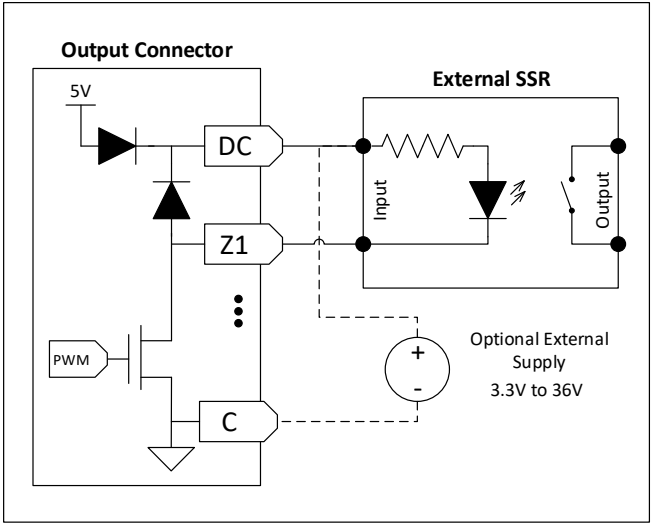 Output Connector
5V
External SSR
DC
Input
Output
Z1
PWM
+
-
Optional External
Supply
3.3V to 36V
C